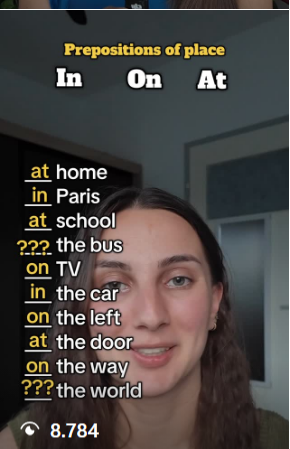 Prepositions of place
In On At
at home
in Paris
at school
??? the bus
on TV
in the car
on the left
at the door
on the way
??? the world
8.784